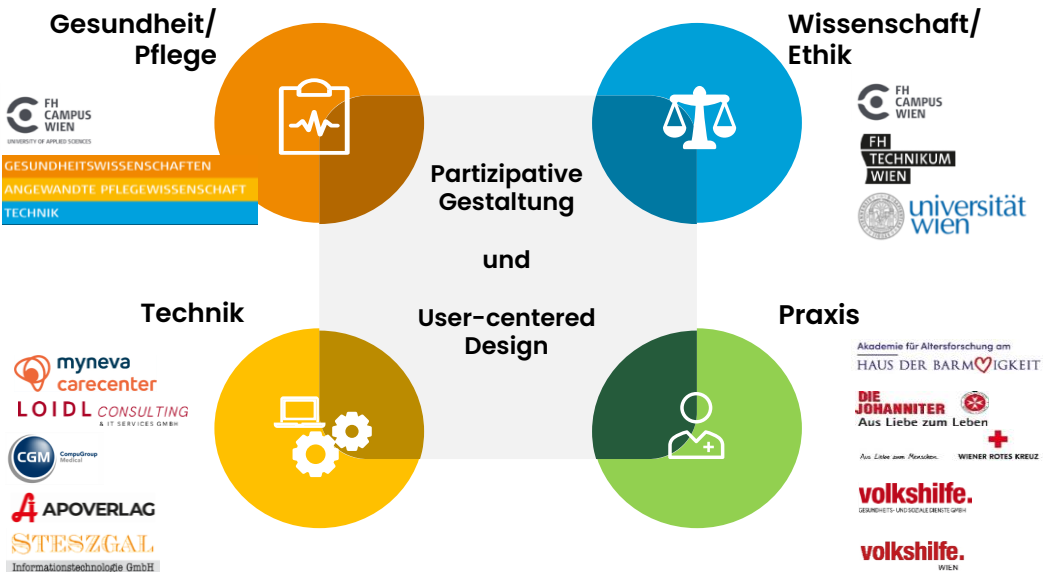 Gesundheit/
Pflege
FH
CAMPUS
WIEN
UNIVERSITY OF APPLIED SCIENCES
GESUNDHEITSWISSENSCHAFTEN
ANGEWANDTE PFLEGEWISSENSCHAFT
TECHNIK
Wissenschaft/
Ethik
FH
CAMPUS
WIEN
FH
TECHNIKUM
WIEN
universität
wien
Partizipative
Gestaltung
und
User-centered
Design
Technik
myneva
carecenter
LOIDL CONSULTING
& IT SERVICES GMBH
CGM
CompuGroup
Medical
APOVERLAG
STESZGAL
Informationstechnologie GmbH
Praxis
Akademie für Altersforschung am
HAUS DER BARMIGKEIT
DIE
JOHANNITER
Aus Liebe zum Leben
Aus Liebe zum Menschen.
WIENER ROTES KREUZ
volkshilfe.
GESUNDHEITS- UND SOZIALE DIENSTE GMBH
volkshilfe.
WIEN